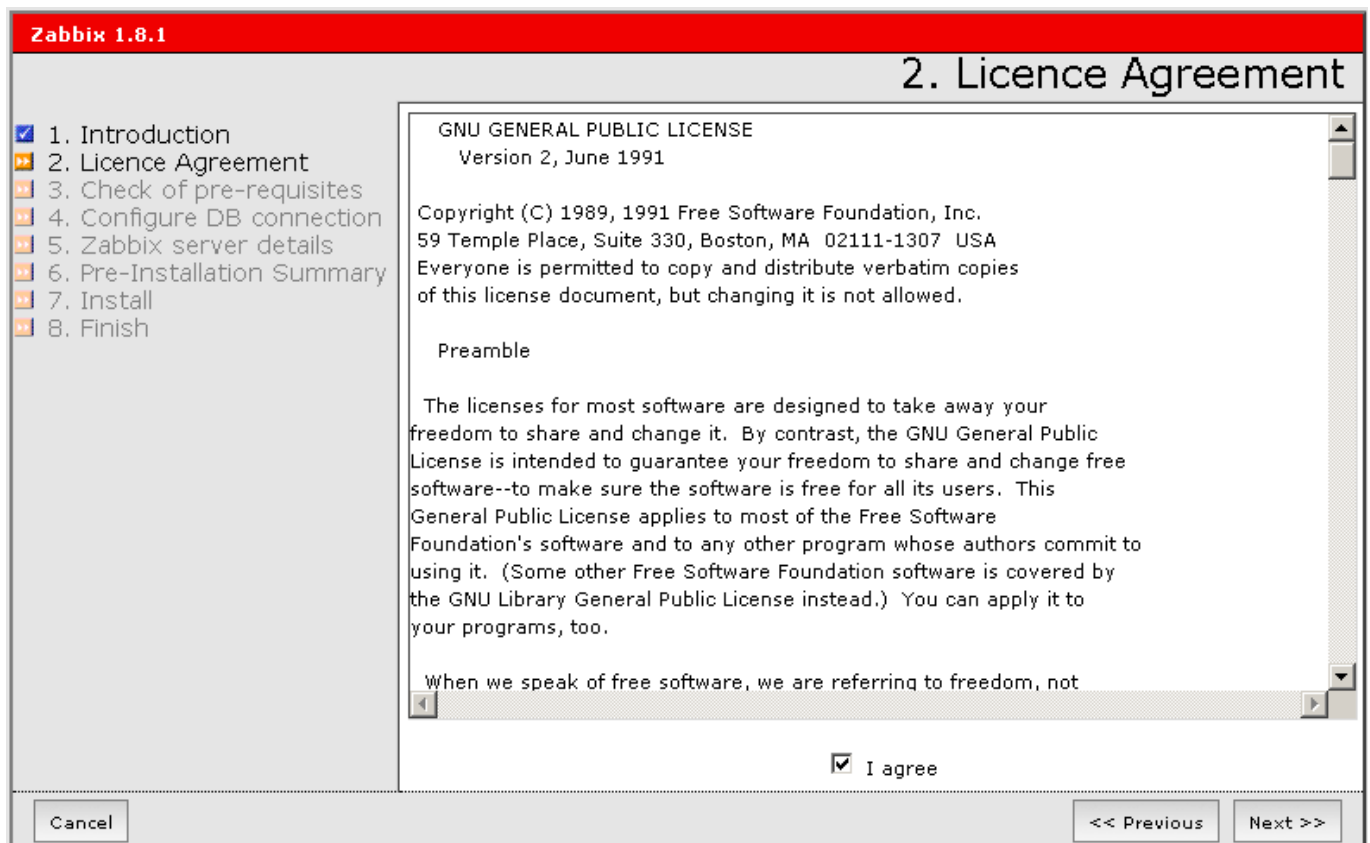 Zabbix 1.8.1
2. Licence Agreement
1. Introduction
2. Licence Agreement
3. Check of pre-requisites
4. Configure DB connection
5. Zabbix server details
6. Pre-Installation Summary
7. Install
8. Finish
GNU GENERAL PUBLIC LICENSE
Version 2, June 1991
Copyright (C) 1989, 1991 Free Software Foundation, Inc.
59 Temple Place, Suite 330, Boston, MA  02111-1307  USA
Everyone is permitted to copy and distribute verbatim copies
of this license document, but changing it is not allowed.
Preamble
The licenses for most software are designed to take away your
freedom to share and change it.  By contrast, the GNU General Public
License is intended to guarantee your freedom to share and change free
software--to make sure the software is free for all its users.  This
General Public License applies to most of the Free Software
Foundation's software and to any other program whose authors commit to
using it.  (Some other Free Software Foundation software is covered by
the GNU Library General Public License instead.)  You can apply it to
your programs, too.
When we speak of free software, we are referring to freedom, not
I agree
Cancel
<< Previous
Next >>